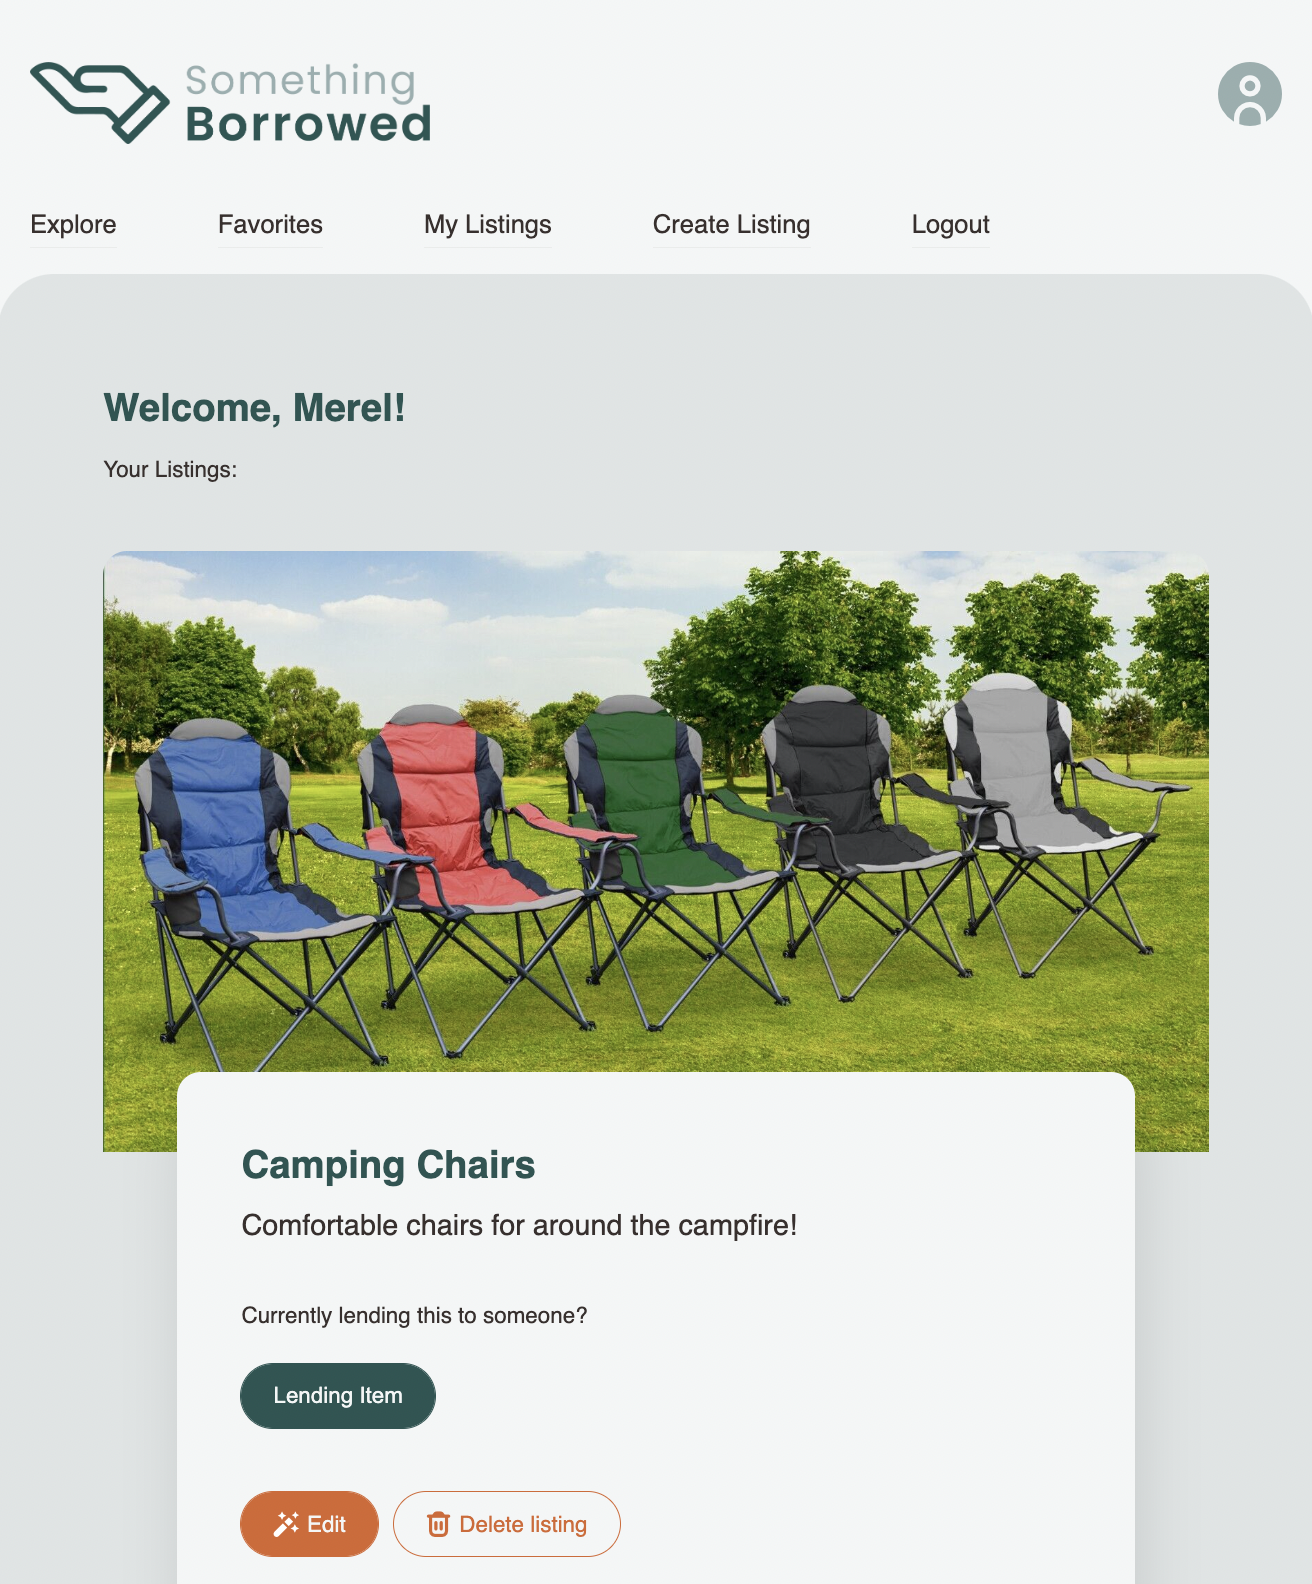 Something
Borrowed
Explore Favorites My Listings Create Listing Logout
Welcome, Merel!
Your Listings:
Camping Chairs
Comfortable chairs for around the campfire!
Currently lending this to someone?
Lending Item
Edit Delete listing